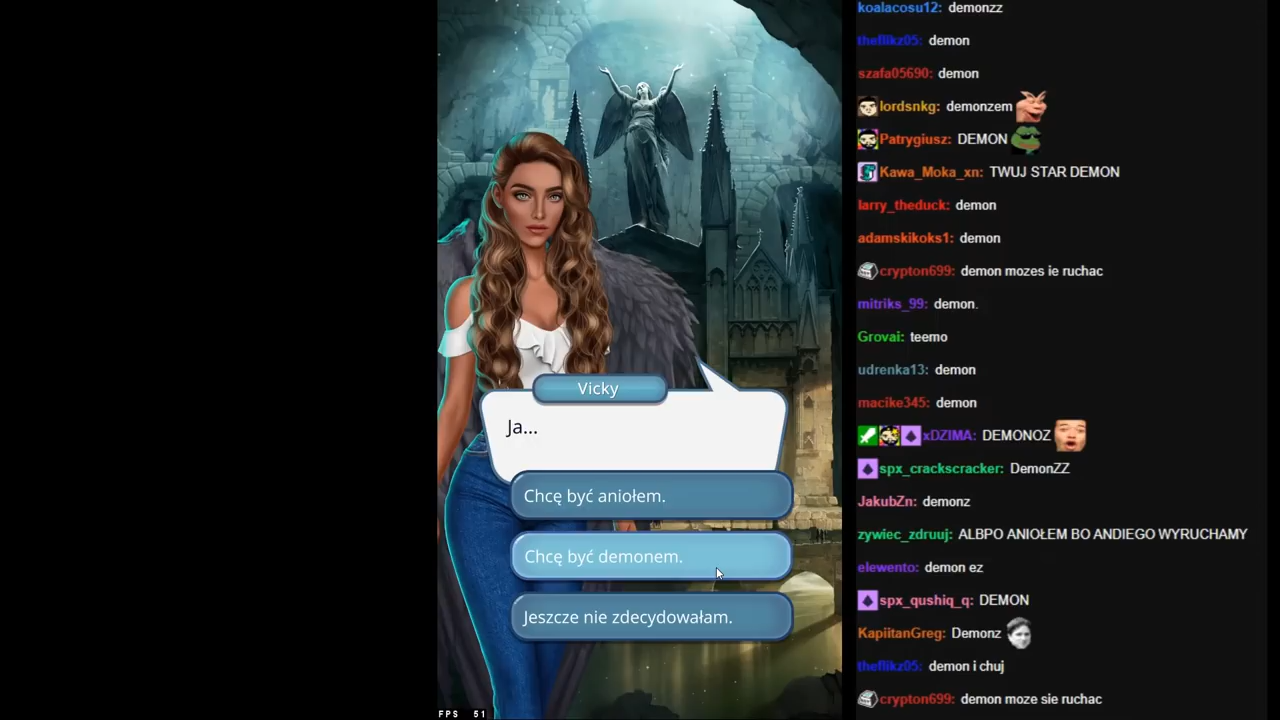 Vicky
Ja...
Chcę być aniołem.
Chcę być demonem.
Jeszcze nie zdecydowałam.
FPS 51
koalacosu12: demonzz
theflikz05: demon
szafa05690: demon
lordsnkg: demonzem
Patrygiusz: DEMON
Kawa_Moka_xn: TWUJ STAR DEMON
larry_theduck: demon
adamskikoks1: demon
crypton699: demon mozes ie ruchac
mitriks_99: demon.
Grovai: teemo
udrenka13: demon
macike345: demon
xDZIMA: DEMONOZ
spx_crackscracker: DemonZZ
JakubZn: demonz
zywiec_zdruuj: ALBPO ANIOŁEM BO ANDIEGO WYRUCHAMY
elewento: demon ez
spx_qushiq_q: DEMON
KapiitanGreg: Demonz
theflikz05: demon i chuj
crypton699: demon moze sie ruchac